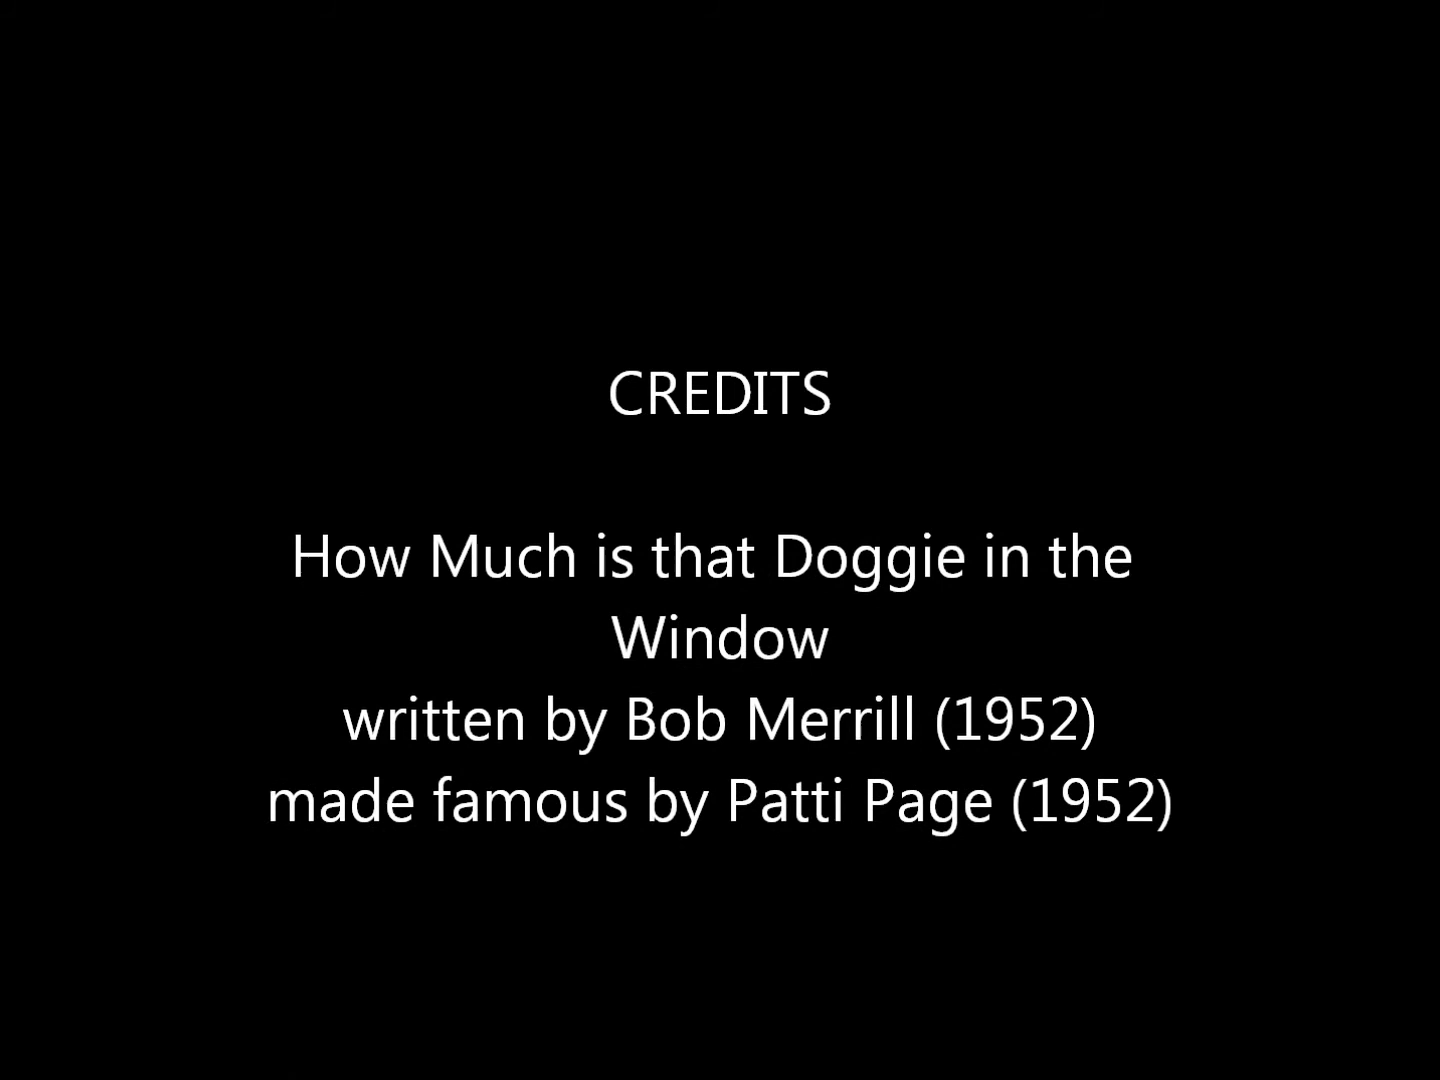 CREDITS
How Much is that Doggie in the
Window
written by Bob Merrill (1952)
made famous by Patti Page (1952)